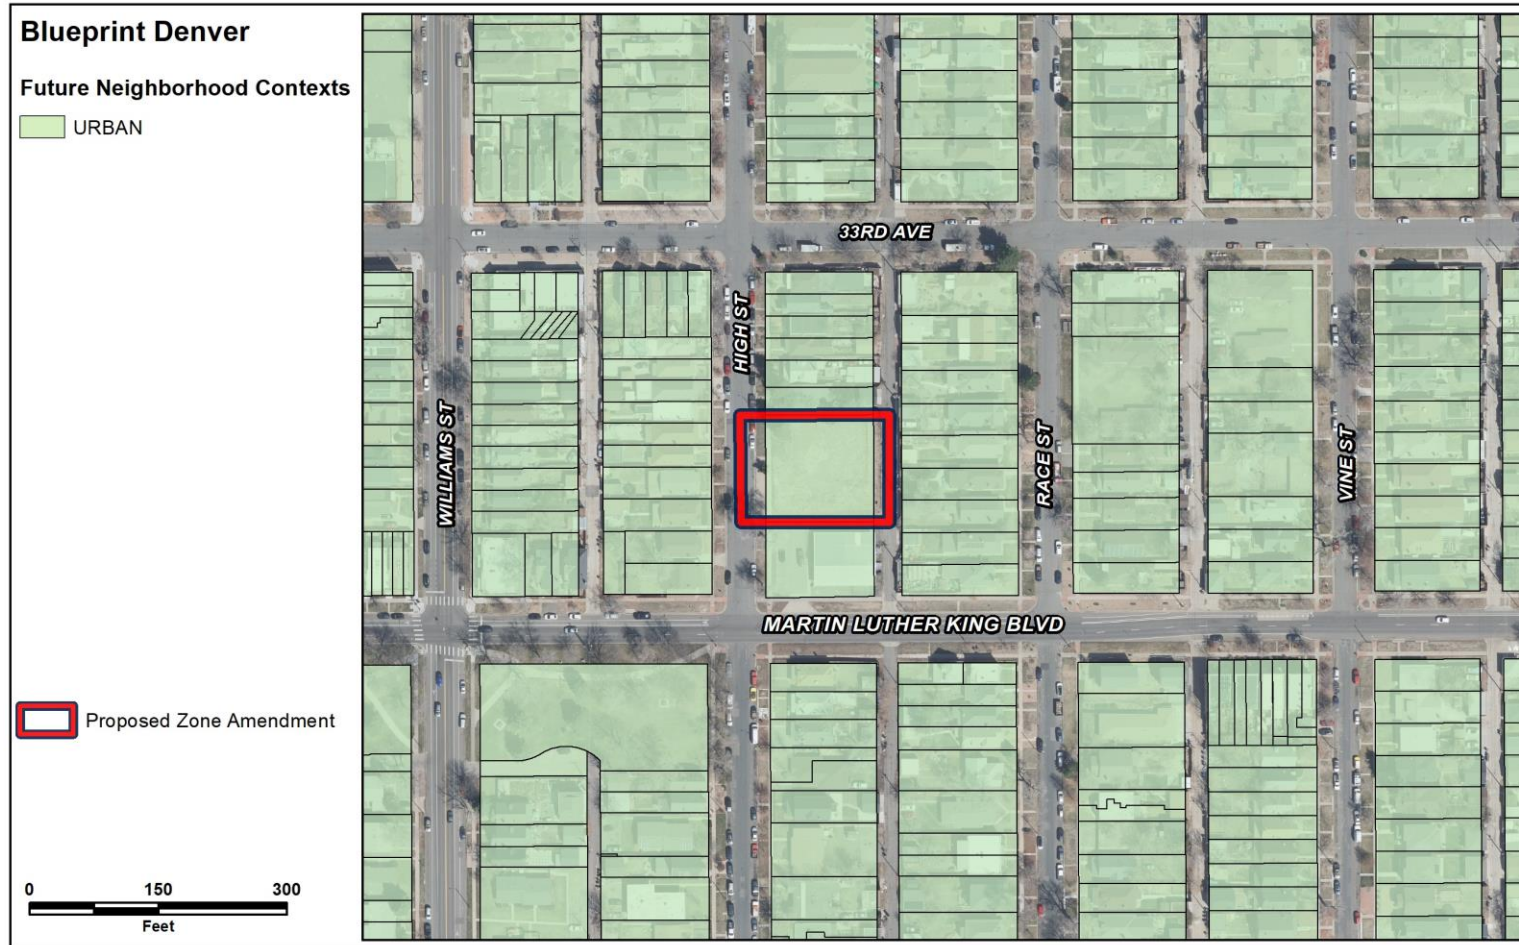 Blueprint Denver
Future Neighborhood Contexts
URBAN
33RD AVE
HIGH ST
WILLIAMS ST
RACE ST
VINE ST
MARTIN LUTHER KING BLVD
Proposed Zone Amendment
0 150 300
Feet